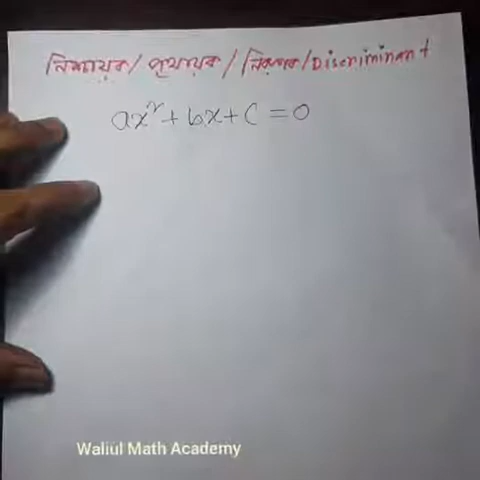 নিশ্চায়ক/ পৃথায়ক / নিরূপক/Discriminant
ax²+bx+c=0
Waliul Math Academy